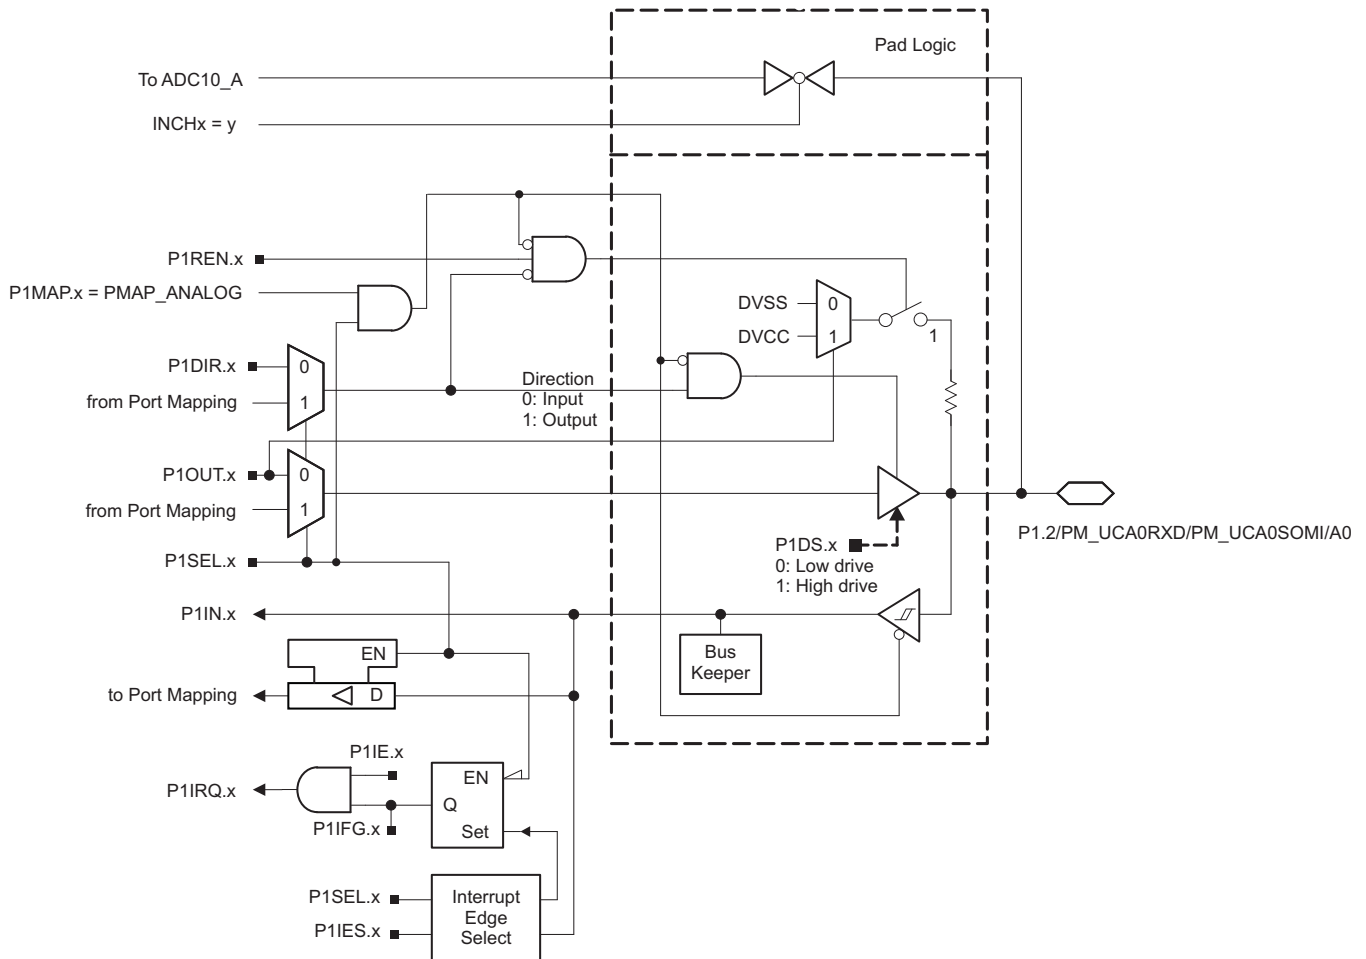 Pad Logic
To ADC10_A
INCHx = y
P1REN.x
P1MAP.x = PMAP_ANALOG
DVSS
0
DVCC
1
1
P1DIR.x
0
from Port Mapping
1
Direction
0: Input
1: Output
P1OUT.x
0
from Port Mapping
1
P1SEL.x
P1DS.x
0: Low drive
1: High drive
P1.2/PM_UCA0RXD/PM_UCA0SOMI/A0
P1IN.x
EN
Bus
Keeper
to Port Mapping
D
P1IE.x
P1IRQ.x
EN
Q
P1IFG.x
Set
P1SEL.x
P1IES.x
Interrupt
Edge
Select